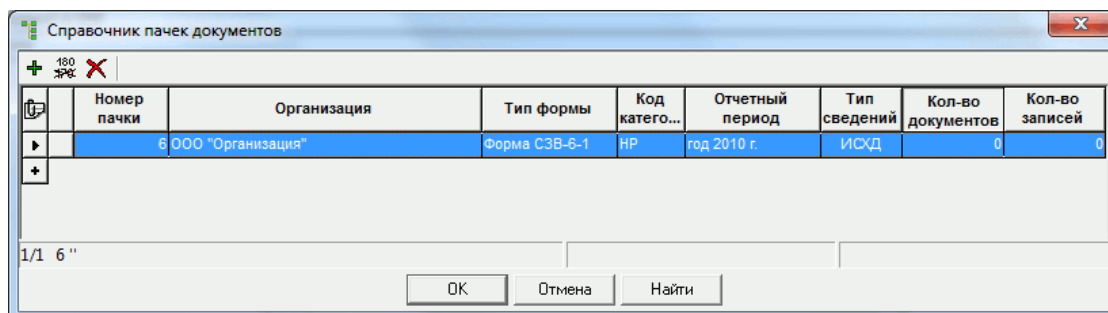 Справочник пачек документов
Номер пачки Организация Тип формы Код катего... Отчетный период Тип сведений Кол-во документов Кол-во записей
6 ООО "Организация" Форма СЗВ-6-1 НР год 2010 г. ИСХД 0 0
1/1 6 "
ОК Отмена Найти